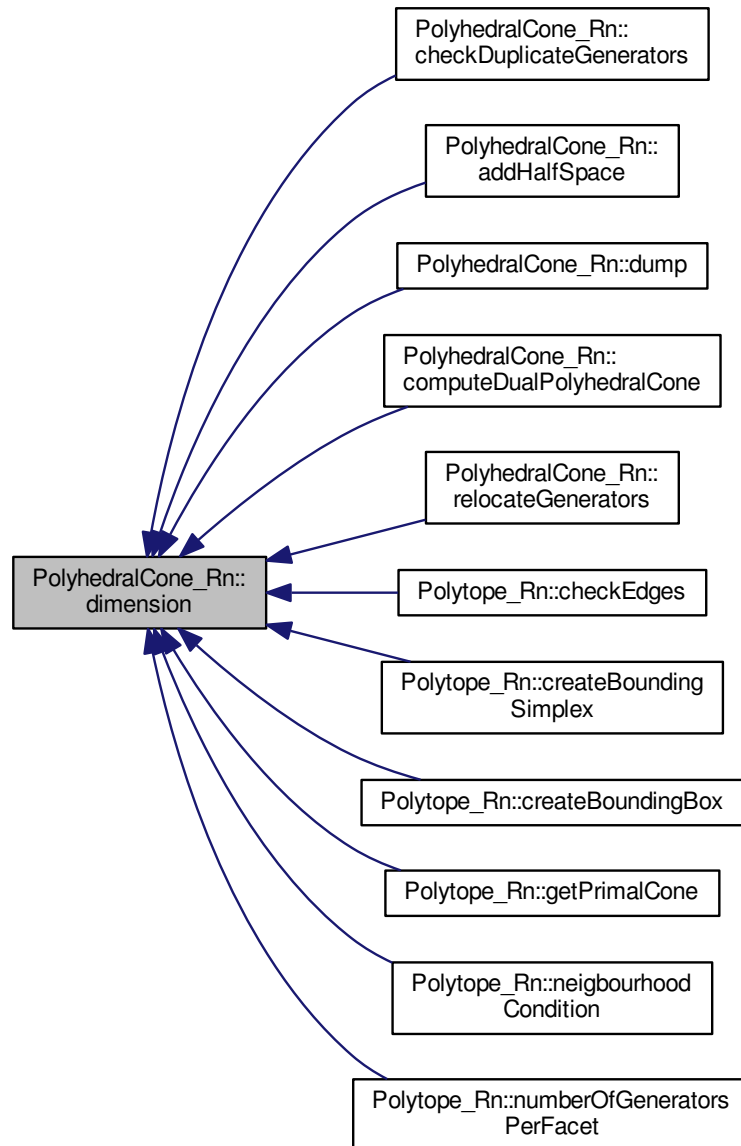 PolyhedralCone_Rn::
checkDuplicateGenerators
PolyhedralCone_Rn::
addHalfSpace
PolyhedralCone_Rn::dump
PolyhedralCone_Rn::
computeDualPolyhedralCone
PolyhedralCone_Rn::
relocateGenerators
PolyhedralCone_Rn::
dimension
Polytope_Rn::checkEdges
Polytope_Rn::createBounding
Simplex
Polytope_Rn::createBoundingBox
Polytope_Rn::getPrimalCone
Polytope_Rn::neigbourhood
Condition
Polytope_Rn::numberOfGenerators
PerFacet